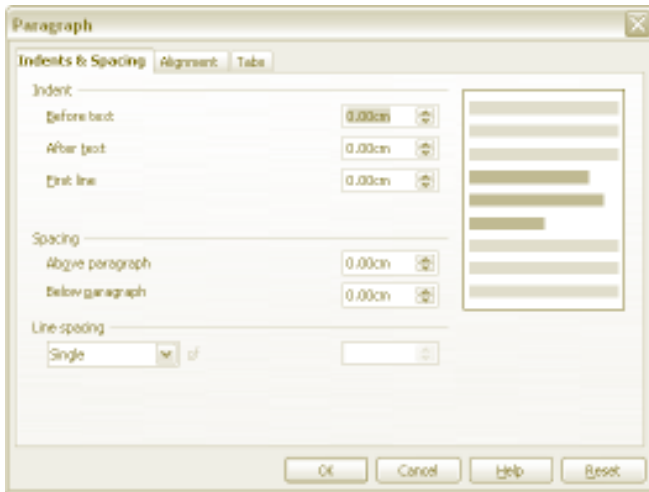 Paragraph
Indents & Spacing Alignment Tabs
Indent
Before text 0.00cm
After text 0.00cm
First line 0.00cm
Spacing
Above paragraph 0.00cm
Below paragraph 0.00cm
Line spacing
Single of
OK Cancel Help Reset